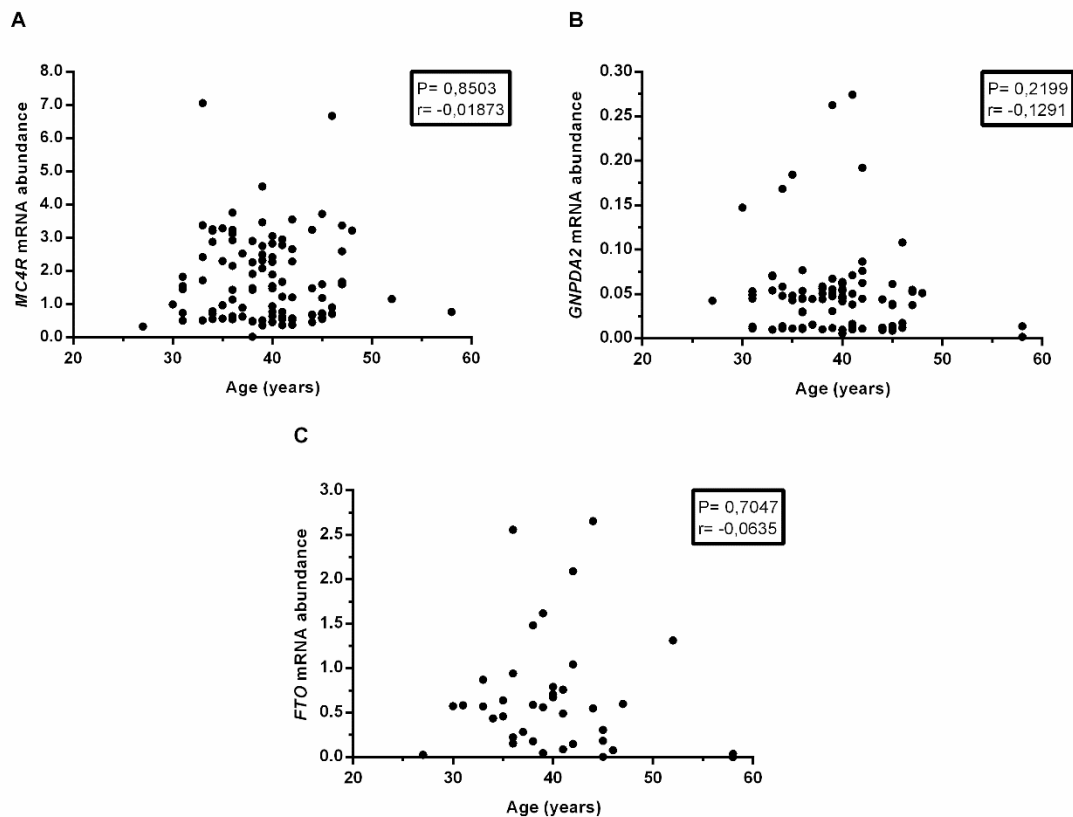 A
MC4R mRNA abundance
8.0
7.0
6.0
5.0
4.0
3.0
2.0
1.0
0.0
20 30 40 50 60
Age (years)
P= 0,8503
r= -0,01873
B
GNPDA2 mRNA abundance
0.30
0.25
0.20
0.15
0.10
0.05
0.00
20 30 40 50 60
Age (years)
P= 0,2199
r= -0,1291
C
FTO mRNA abundance
3.0
2.5
2.0
1.5
1.0
0.5
0.0
20 30 40 50 60
Age (years)
P= 0,7047
r= -0,0635